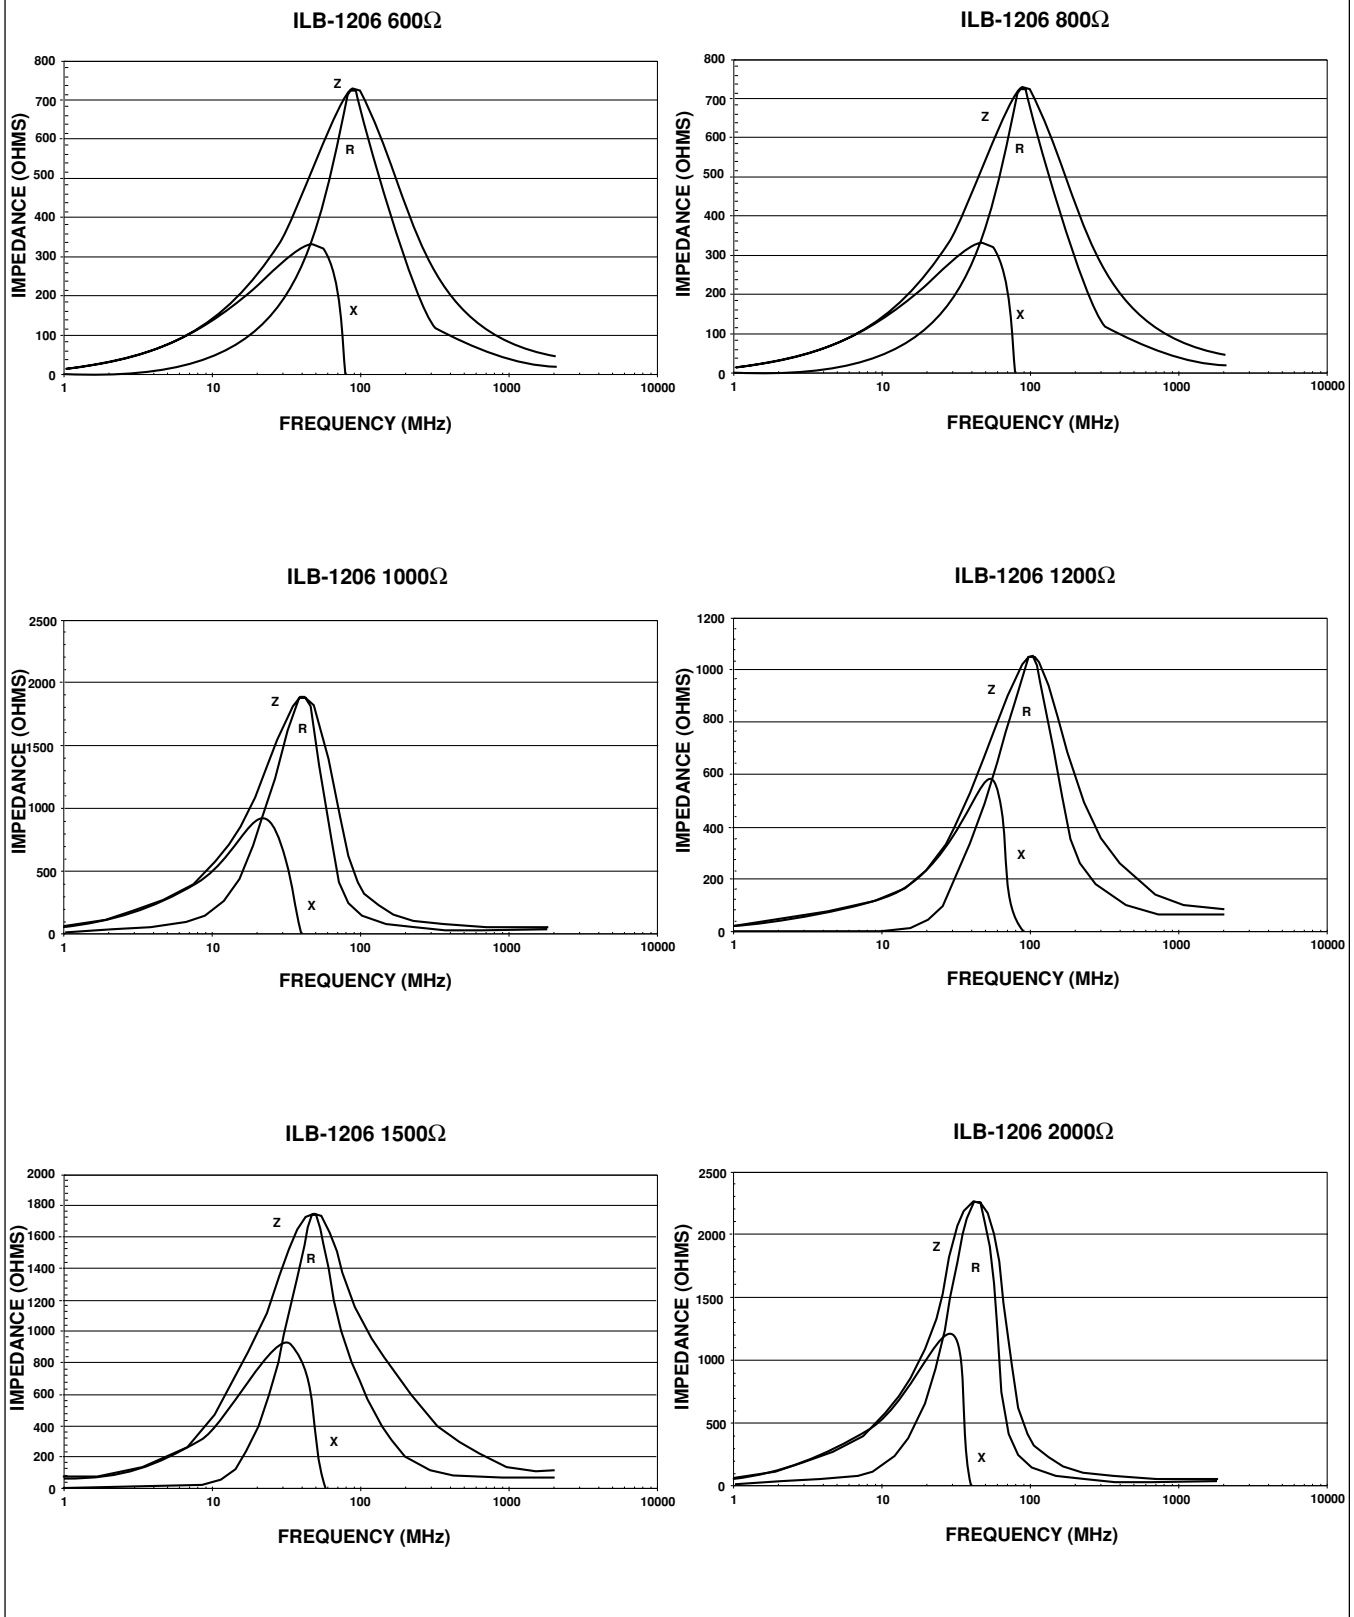 ILB-1206 600Ω
IMPEDANCE (OHMS)
800
700
600
500
400
300
200
100
0
Z
R
X
1 10 100 1000 10000
FREQUENCY (MHz)
ILB-1206 800Ω
IMPEDANCE (OHMS)
800
700
600
500
400
300
200
100
0
Z
R
X
1 10 100 1000 10000
FREQUENCY (MHz)
ILB-1206 1000Ω
IMPEDANCE (OHMS)
2500
2000
1500
1000
500
0
Z
R
X
1 10 100 1000 10000
FREQUENCY (MHz)
ILB-1206 1200Ω
IMPEDANCE (OHMS)
1200
1000
800
600
400
200
0
Z
R
X
1 10 100 1000 10000
FREQUENCY (MHz)
ILB-1206 1500Ω
IMPEDANCE (OHMS)
2000
1800
1600
1400
1200
1000
800
600
400
200
0
Z
R
X
1 10 100 1000 10000
FREQUENCY (MHz)
ILB-1206 2000Ω
IMPEDANCE (OHMS)
2500
2000
1500
1000
500
0
Z
R
X
1 10 100 1000 10000
FREQUENCY (MHz)